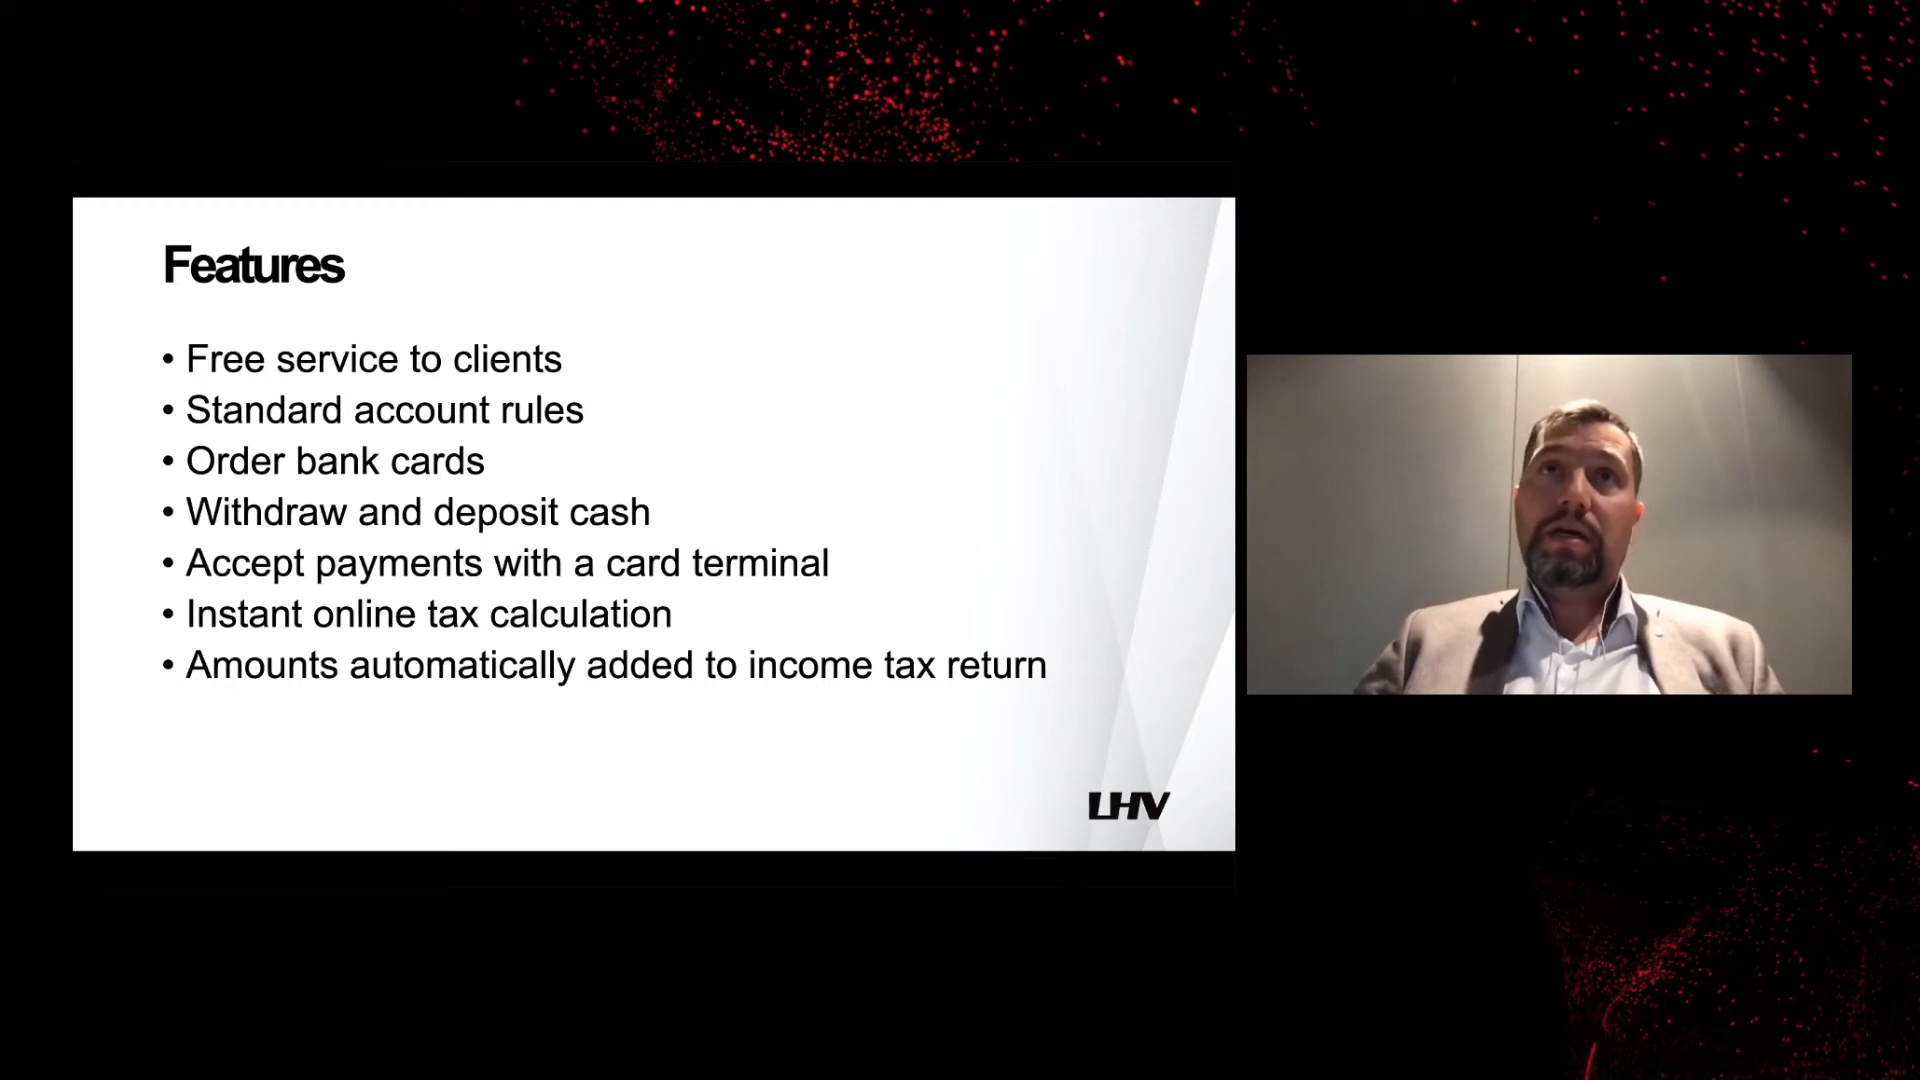 Features
• Free service to clients
• Standard account rules
• Order bank cards
• Withdraw and deposit cash
• Accept payments with a card terminal
• Instant online tax calculation
• Amounts automatically added to income tax return
LHV